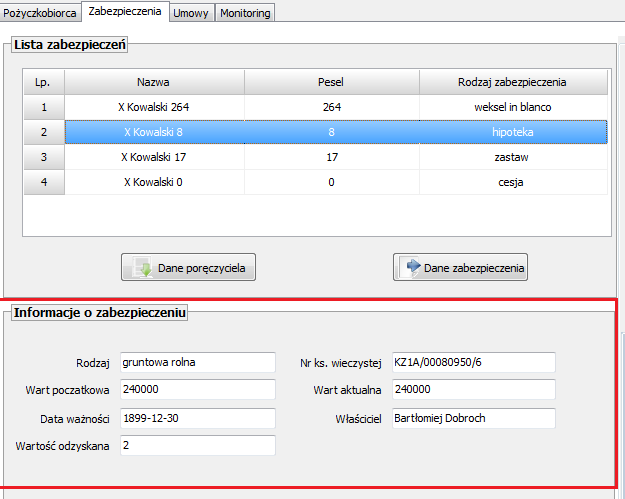 Pożyczkobiorca Zabezpieczenia Umowy Monitoring
Lista zabezpieczeń
Lp. Nazwa Pesel Rodzaj zabezpieczenia
1 X Kowalski 264 264 weksel in blanco
2 X Kowalski 8 8 hipoteka
3 X Kowalski 17 17 zastaw
4 X Kowalski 0 0 cesja
Dane poręczyciela Dane zabezpieczenia
Informacje o zabezpieczeniu
Rodzaj gruntowa rolna Nr ks. wieczystej KZ1A/00080950/6
Wart poczatkowa 240000 Wart aktualna 240000
Data ważności 1899-12-30 Właściciel Bartłomiej Dobroch
Wartość odzyskana 2